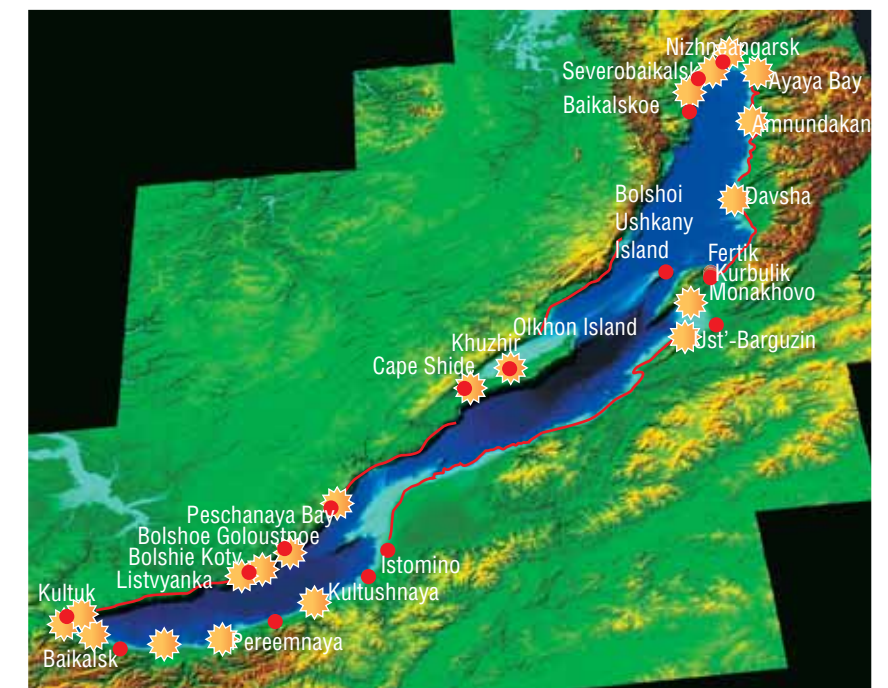 Nizhneangarsk
Severobaikalsk
Ayaya Bay
Baikalskoe
Amnundakan
Bolshoi
Ushkany
Island
Davsha
Fertik
Kurbulik
Monakhovo
Olkhon Island
Khuzhir
Ust'-Barguzin
Cape Shide
Peschanaya Bay
Bolshoe Goloustnoe
Bolshie Koty
Istomino
Listvyanka
Kultushnaya
Kultuk
Pereemnaya
Baikalsk